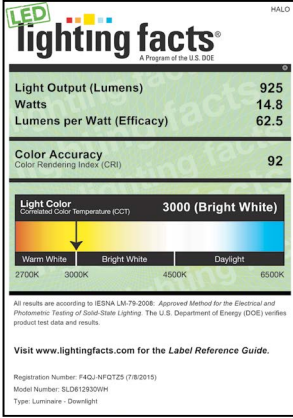 HALO
LED
lighting facts®
A Program of the U.S. DOE
Light Output (Lumens) 925
Watts 14.8
Lumens per Watt (Efficacy) 62.5
Color Accuracy 92
Color Rendering Index (CRI)
Light Color 3000 (Bright White)
Correlated Color Temperature (CCT)
Warm White Bright White Daylight
2700K 3000K 4500K 6500K
All results are according to IESNA LM-79-2008: Approved Method for the Electrical and
Photometric Testing of Solid-State Lighting. The U.S. Department of Energy (DOE) verifies
product test data and results.
Visit www.lightingfacts.com for the Label Reference Guide.
Registration Number: F4QJ-NFQTZ5 (7/8/2015)
Model Number: SLD612930WH
Type: Luminaire - Downlight